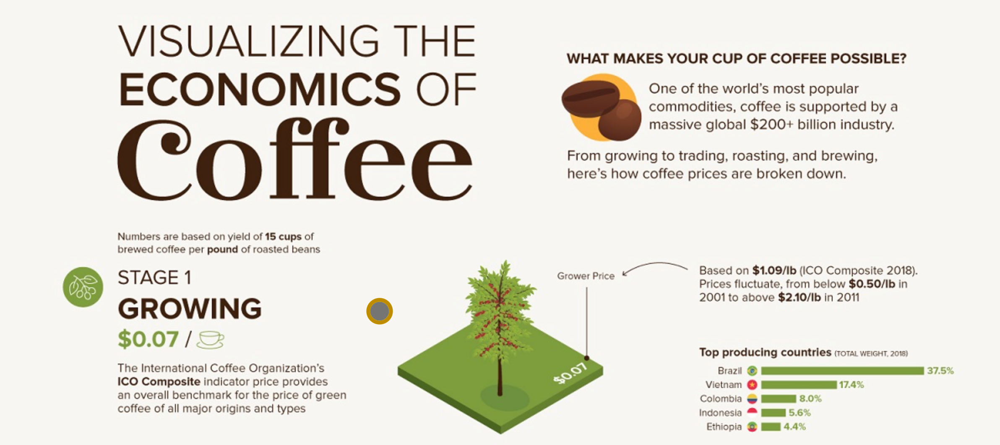 VISUALIZING THE
ECONOMICS OF
Coffee
WHAT MAKES YOUR CUP OF COFFEE POSSIBLE?
One of the world's most popular
commodities, coffee is supported by a
massive global $200+ billion industry.
From growing to trading, roasting, and brewing,
here's how coffee prices are broken down.
Numbers are based on yield of 15 cups of
brewed coffee per pound of roasted beans
STAGE 1
GROWING
$0.07 /
The International Coffee Organization's
ICO Composite indicator price provides
an overall benchmark for the price of green
coffee of all major origins and types
Grower Price
$0.07
Based on $1.09/lb (ICO Composite 2018).
Prices fluctuate, from below $0.50/lb in
2001 to above $2.10/lb in 2011
Top producing countries (TOTAL WEIGHT, 2018)
Brazil 37.5%
Vietnam 17.4%
Colombia 8.0%
Indonesia 5.6%
Ethiopia 4.4%